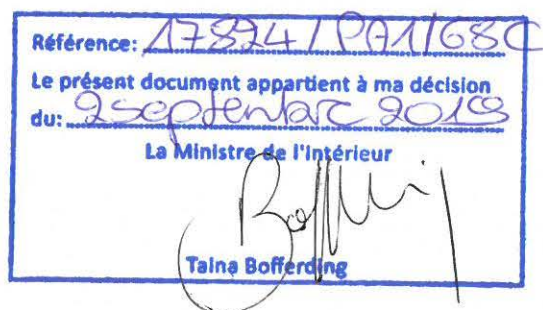 Référence: 17824/PA1/68C
Le présent document appartient à ma décision
du: 2 septembre 2019
La Ministre de l'Intérieur
Taina Bofferding